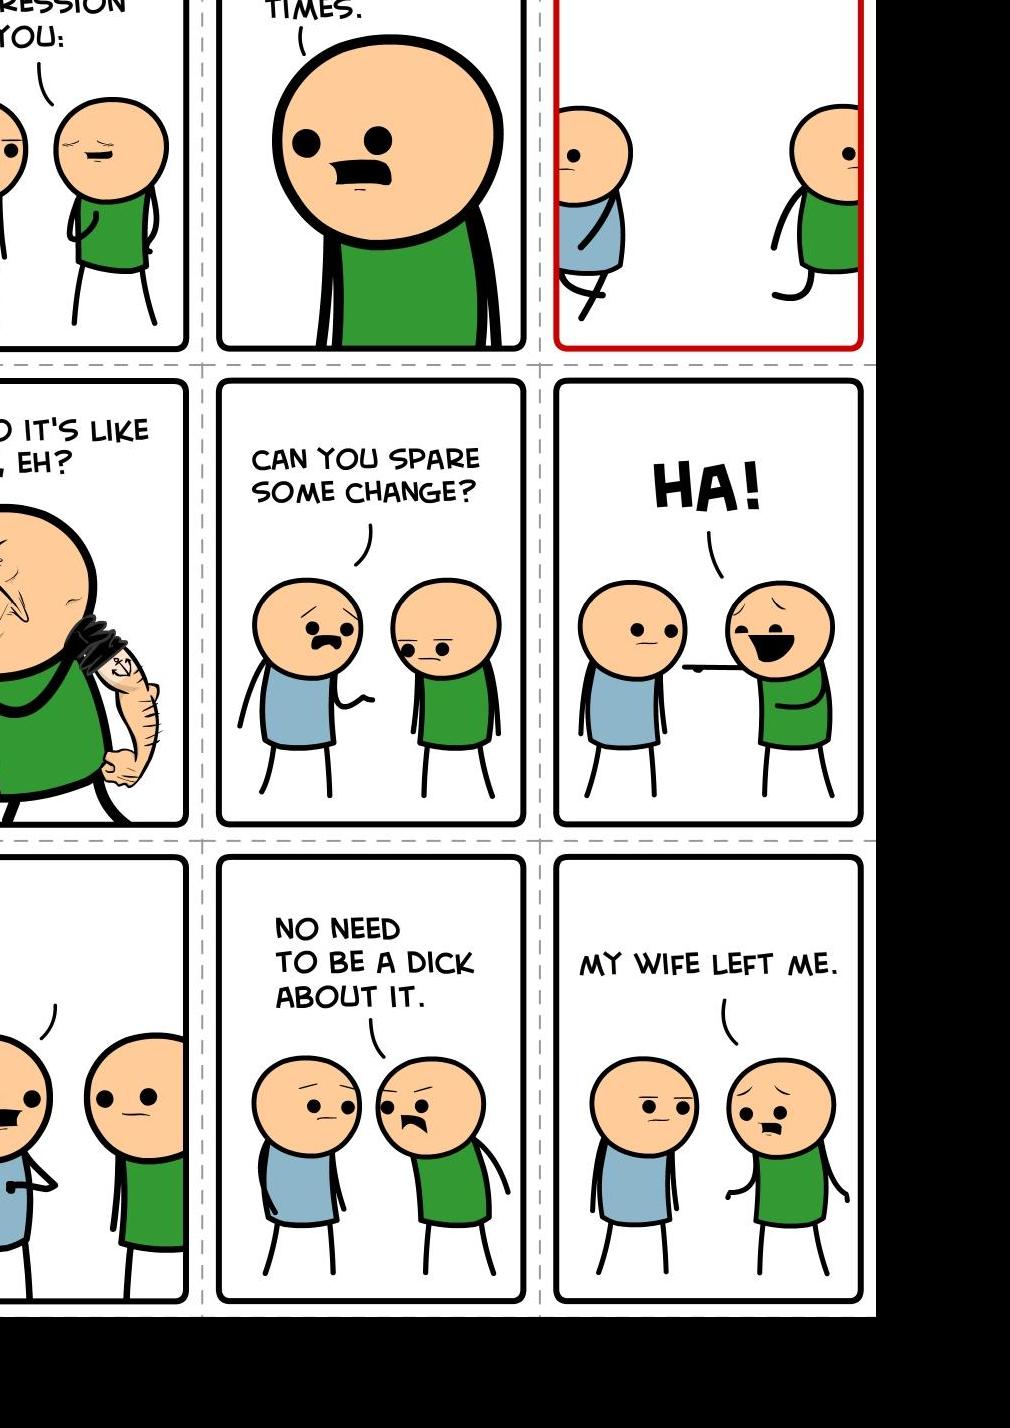 YOU:
TIMES.
IT'S LIKE
EH?
CAN YOU SPARE
SOME CHANGE?
HA!
NO NEED
TO BE A DICK
ABOUT IT.
MY WIFE LEFT ME.